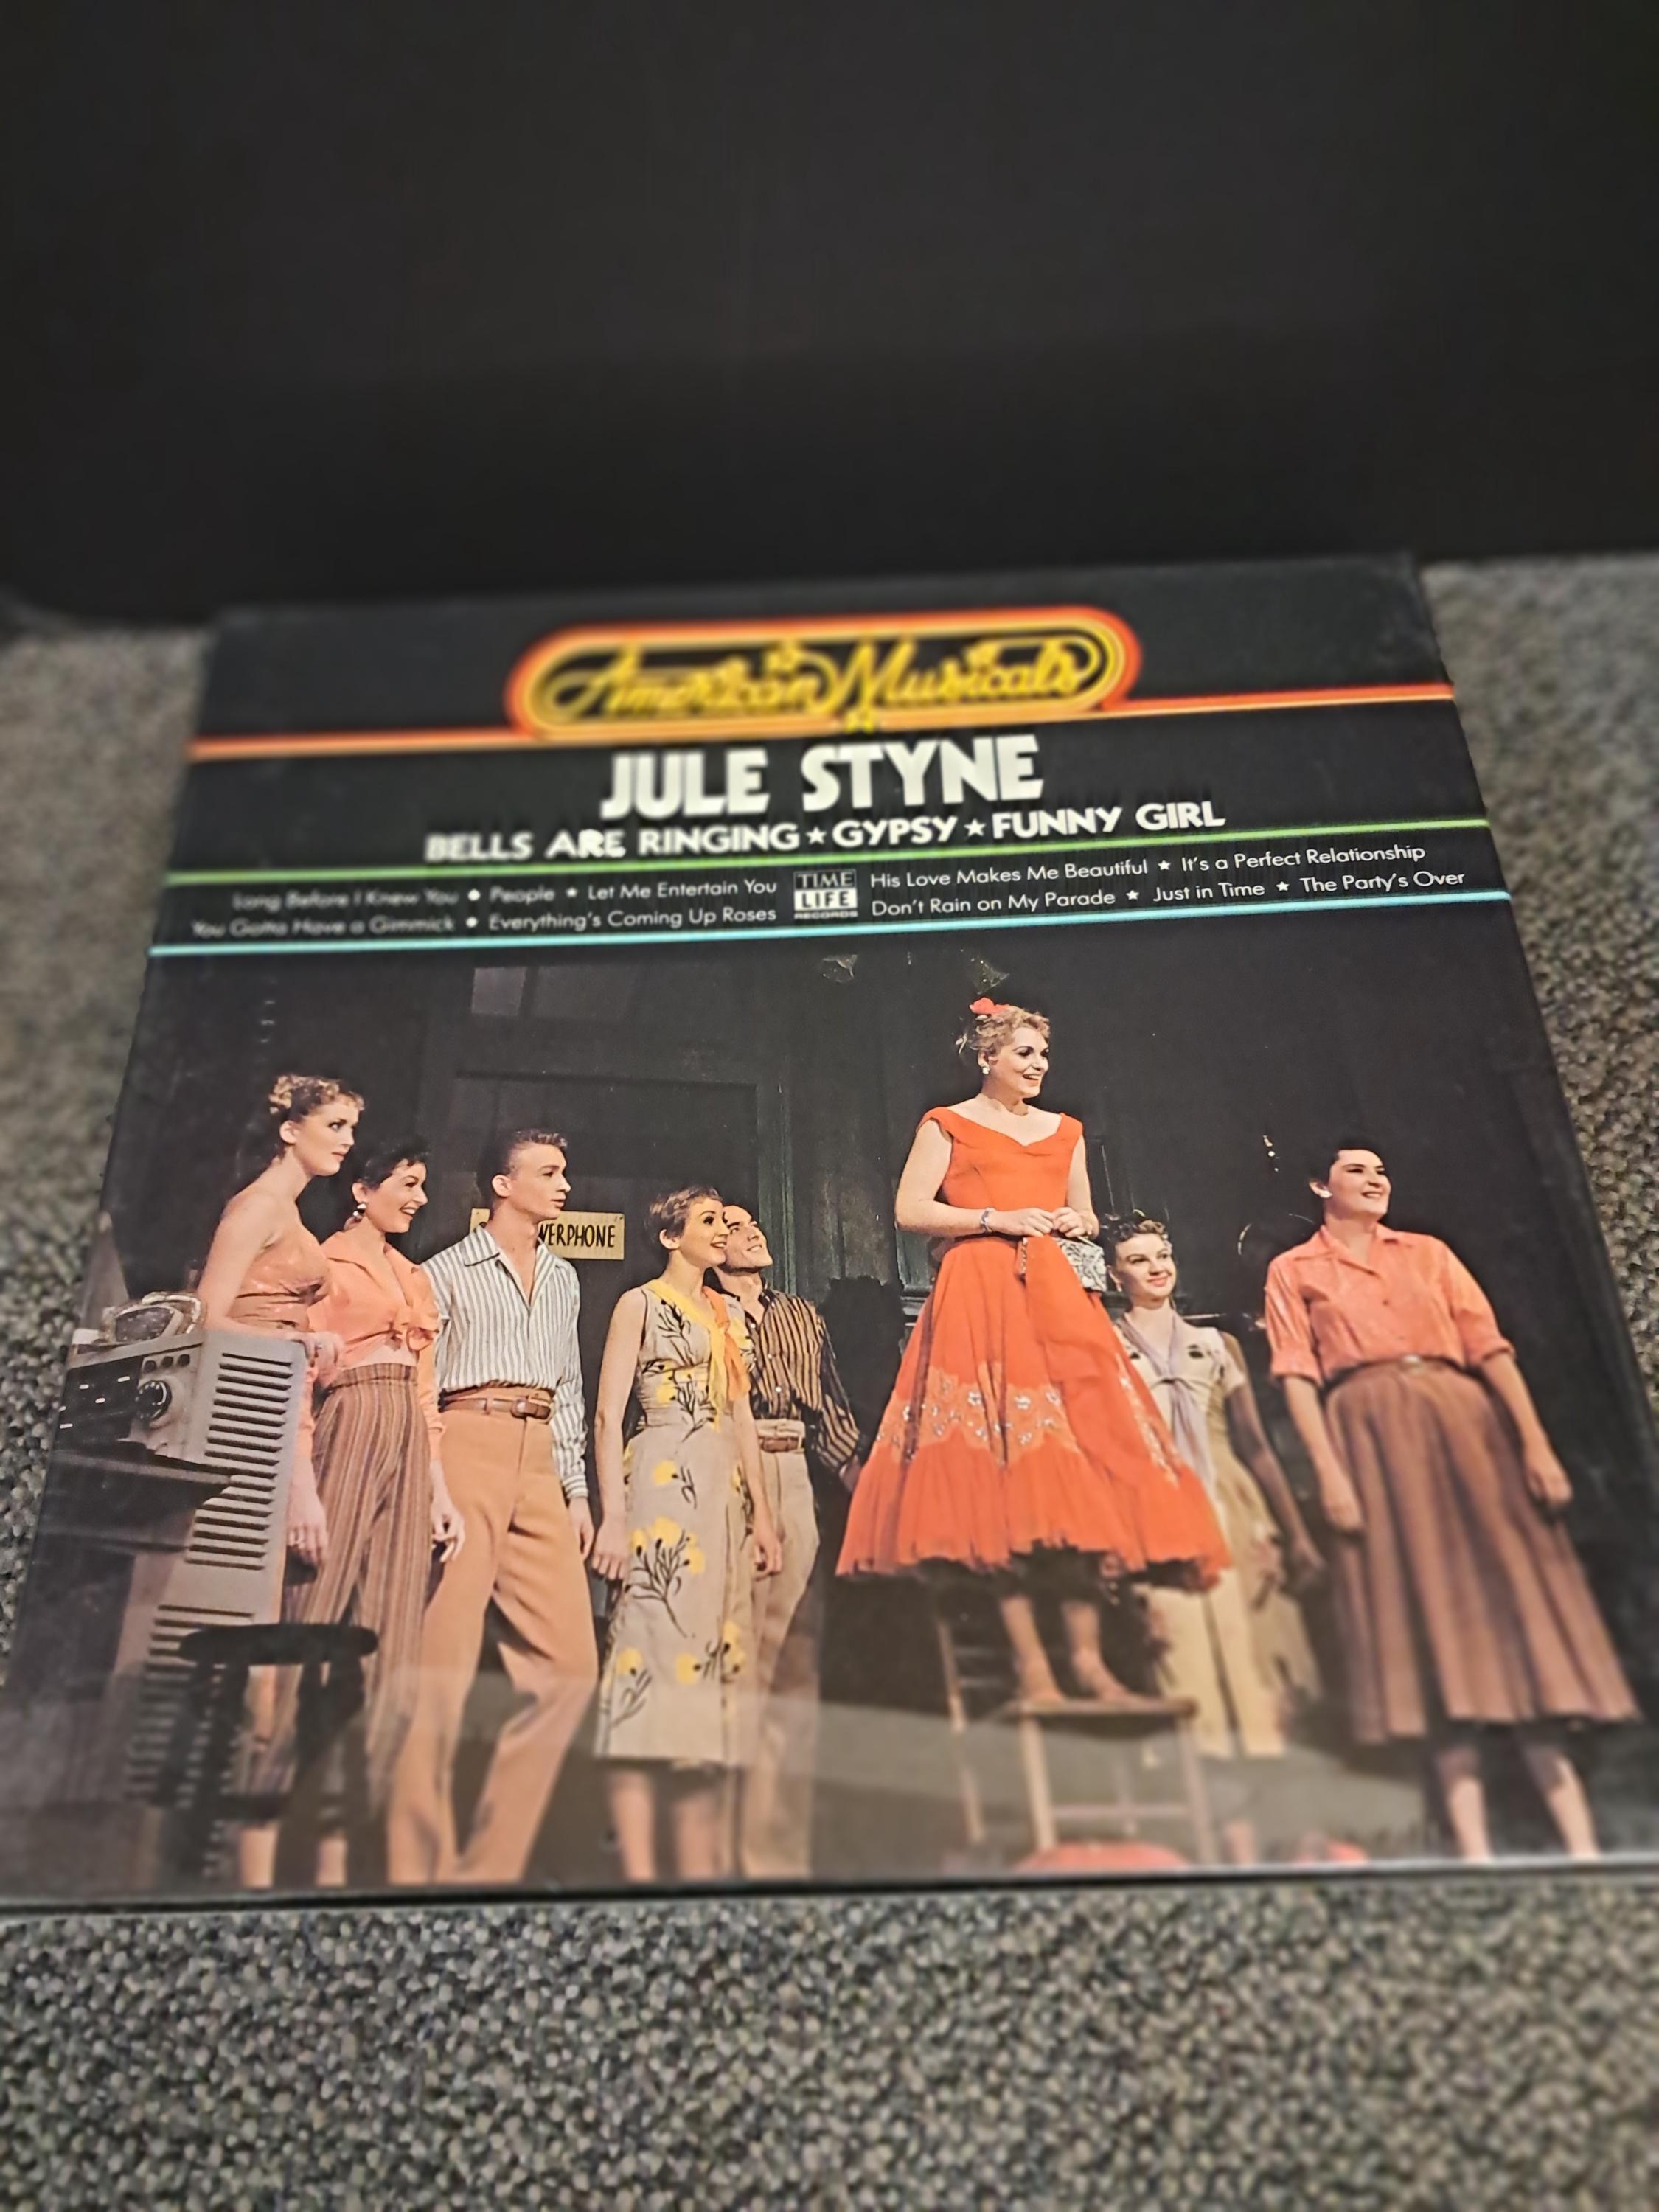 American Musicals
JULE STYNE
BELLS ARE RINGING ★ GYPSY ★ FUNNY GIRL
Long Before I Knew You ● People ★ Let Me Entertain You
You Gotta Have a Gimmick ● Everything's Coming Up Roses
TIME
LIFE
RECORDS
His Love Makes Me Beautiful ★ It's a Perfect Relationship
Don't Rain on My Parade ★ Just in Time ★ The Party's Over
WERPHONE